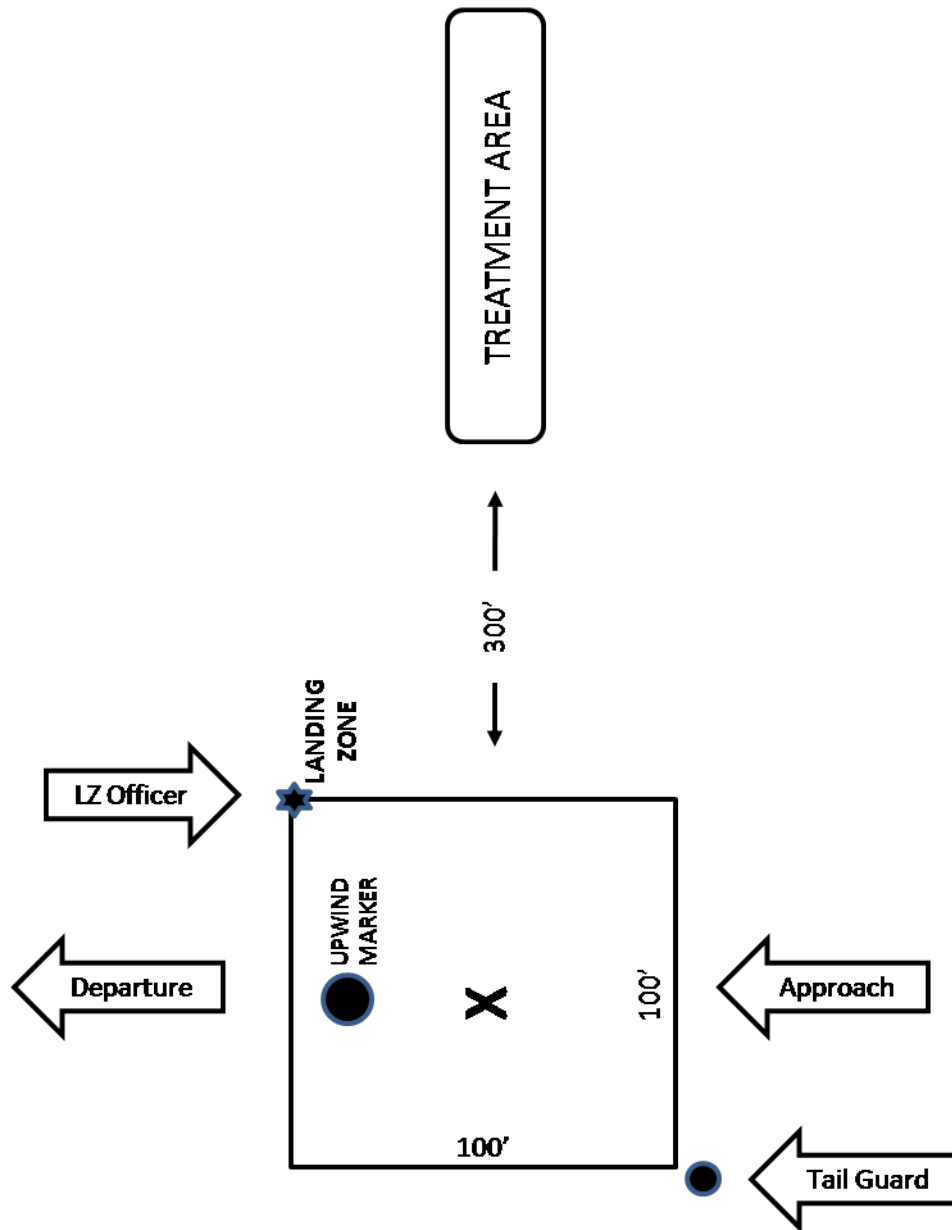 TREATMENT AREA
300’
LZ Officer
LANDING
ZONE
Departure
UPWIND
MARKER
X
100’
Approach
100’
Tail Guard